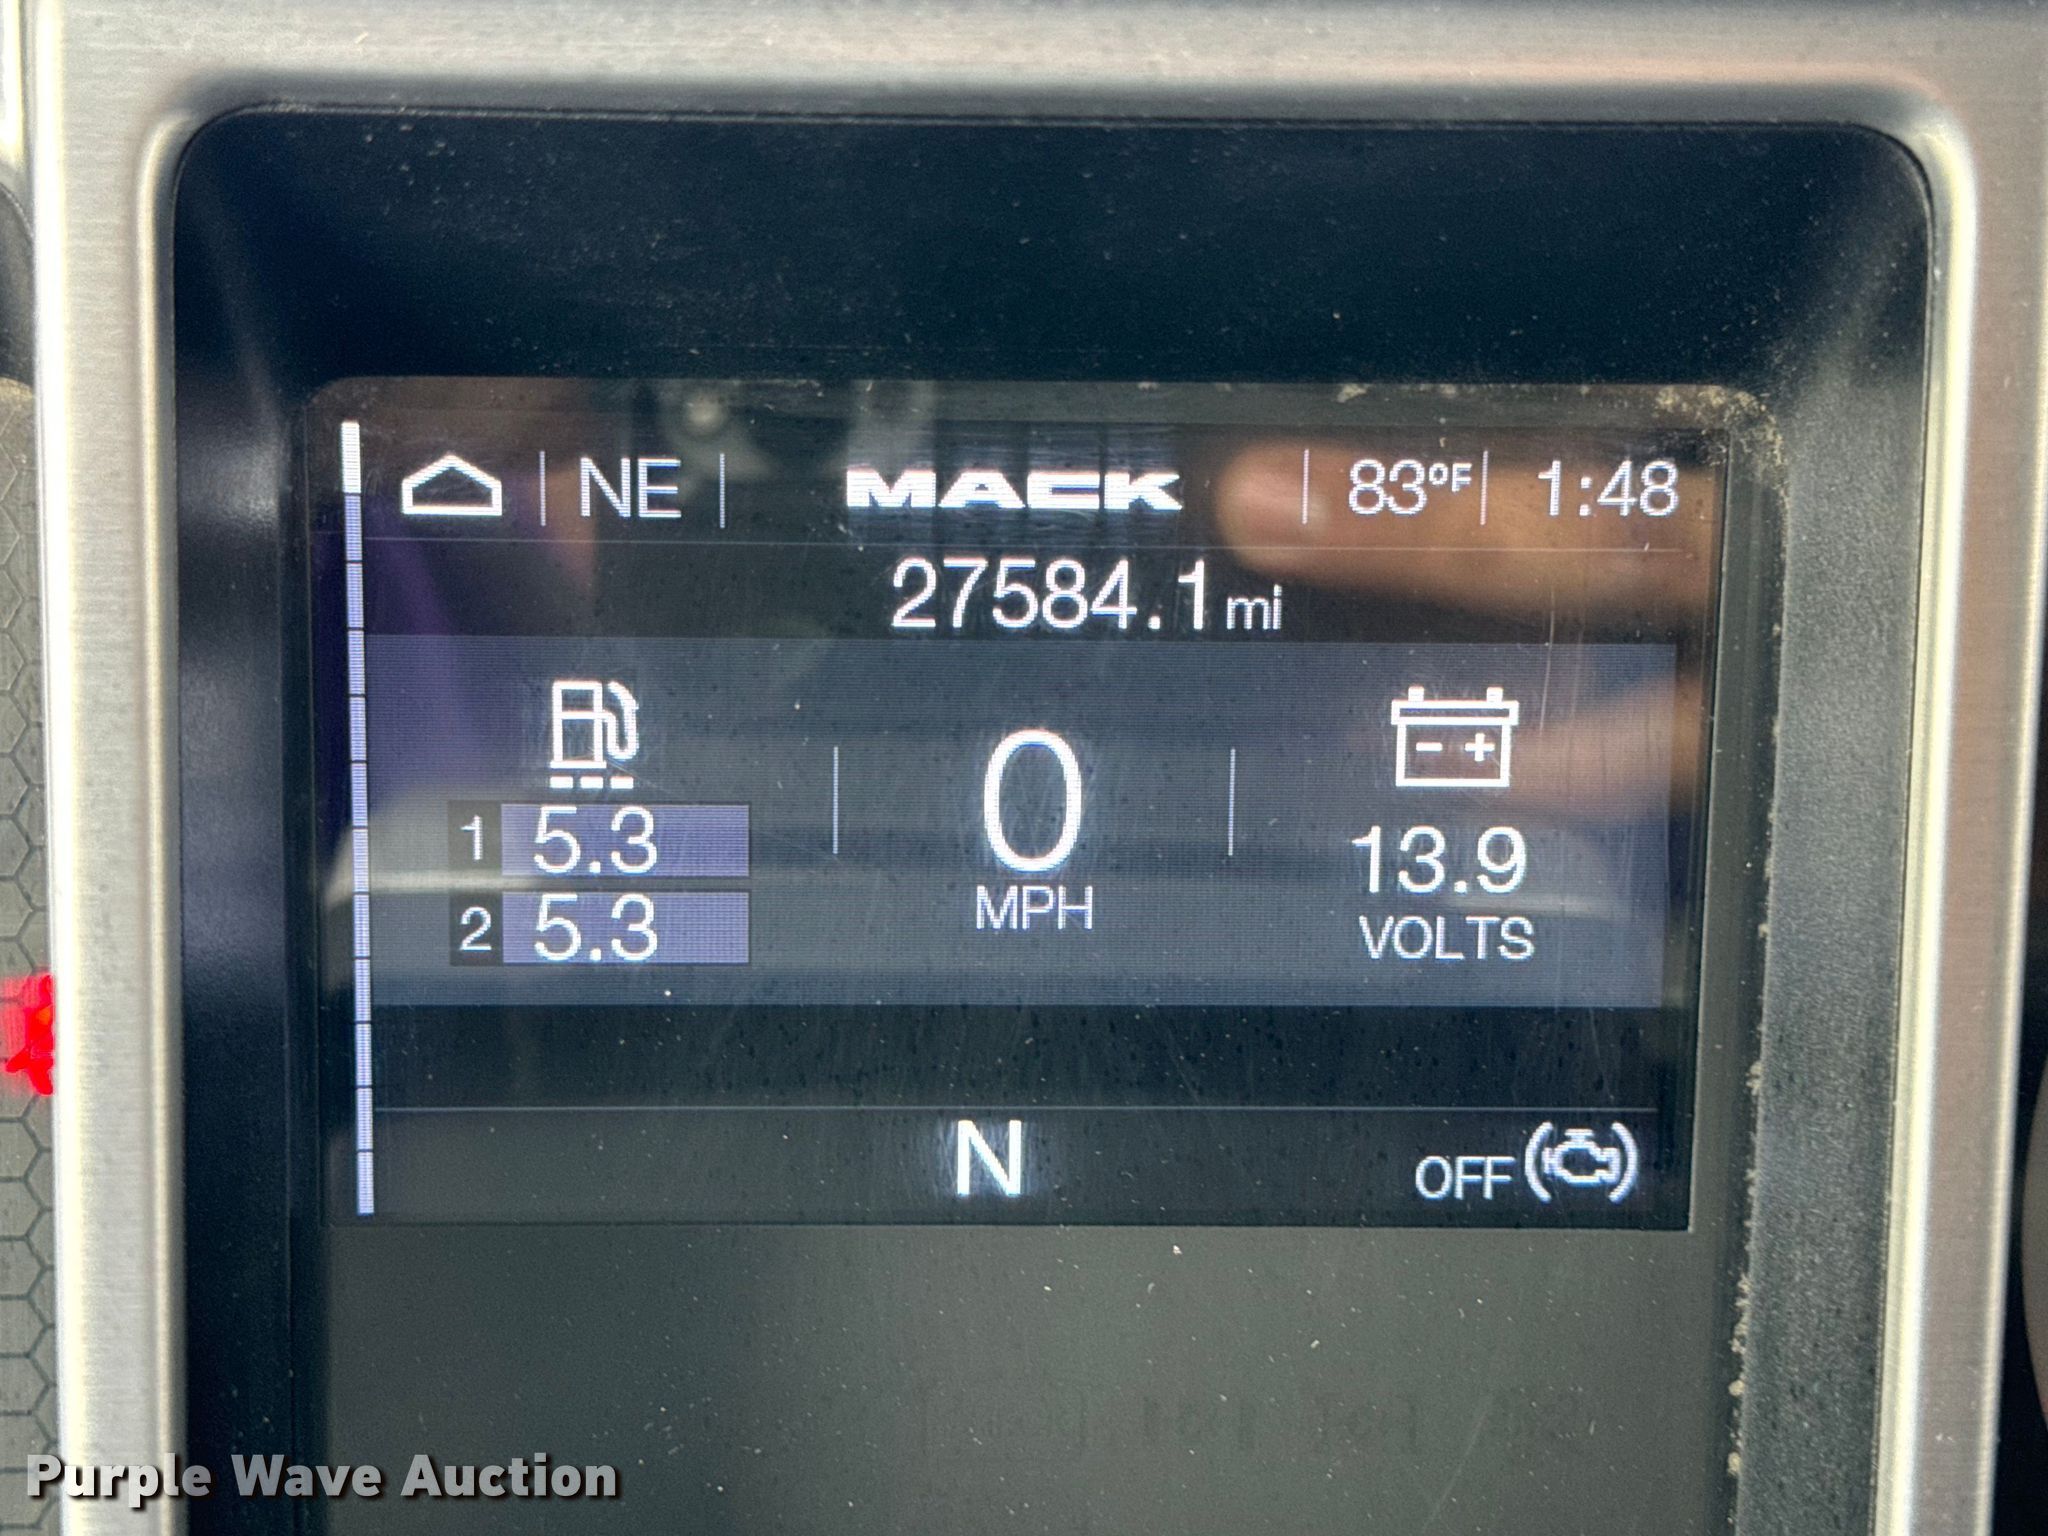 NE MACK 83°F 1:48
27584.1 mi
1 5.3
2 5.3
0
MPH
- +
13.9
VOLTS
N
OFF
Purple Wave Auction